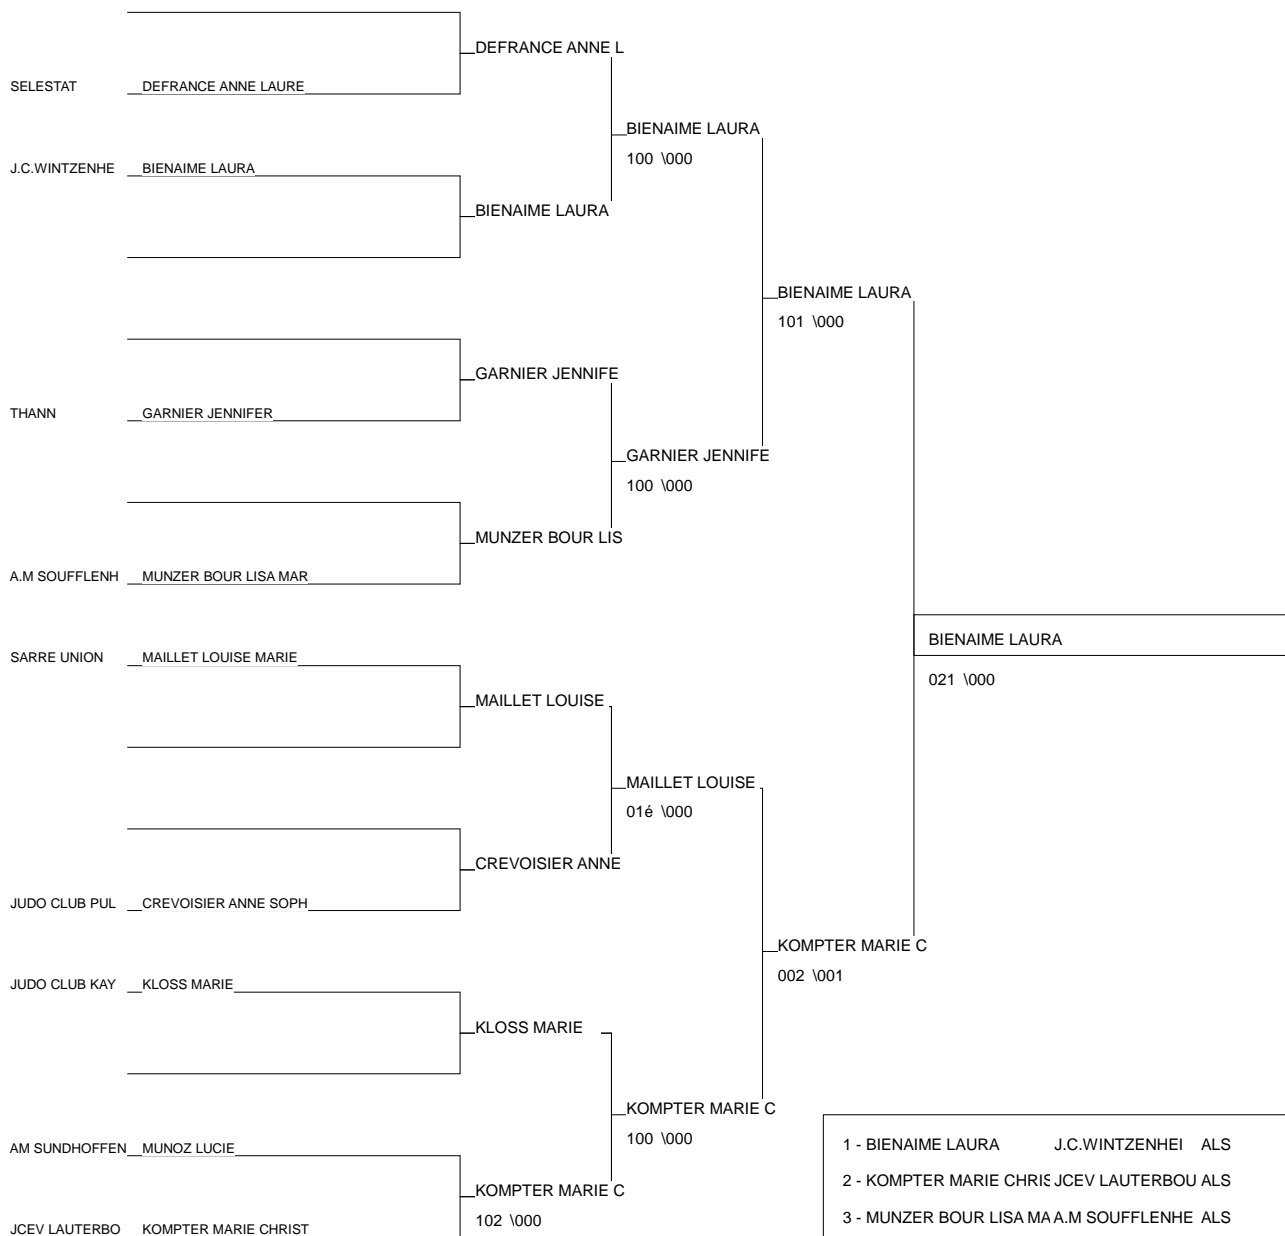 DEFRANCE ANNE L
SELESTAT DEFRANCE ANNE LAURE
BIENAIME LAURA
100 \000
J.C.WINTZENHE BIENAIME LAURA
BIENAIME LAURA
BIENAIME LAURA
101 \000
GARNIER JENNIFE
THANN GARNIER JENNIFER
GARNIER JENNIFE
100 \000
MUNZER BOUR LIS
A.M SOUFFLENH MUNZER BOUR LISA MAR
BIENAIME LAURA
021 \000
SARRE UNION MAILLET LOUISE MARIE
MAILLET LOUISE
MAILLET LOUISE
01é \000
CREVOISIER ANNE
JUDO CLUB PUL CREVOISIER ANNE SOPH
KOMPTER MARIE C
002 \001
JUDO CLUB KAY KLOSS MARIE
KLOSS MARIE
KOMPTER MARIE C
100 \000
AM SUNDHOFFEN MUNOZ LUCIE
KOMPTER MARIE C
102 \000
JCEV LAUTERBO KOMPTER MARIE CHRIST
1 - BIENAIME LAURA J.C.WINTZENHEI ALS
2 - KOMPTER MARIE CHRIS JCEV LAUTERBOU ALS
3 - MUNZER BOUR LISA MA A.M SOUFFLENHE ALS